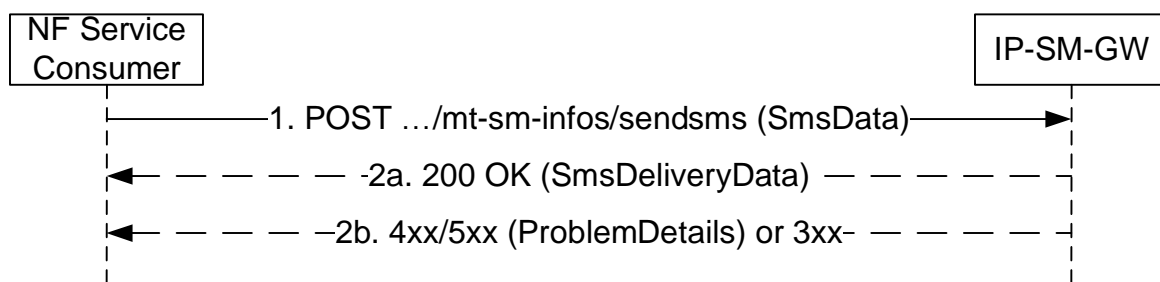 NF Service
Consumer
IP-SM-GW
1. POST …/mt-sm-infos/sendsms (SmsData)
2a. 200 OK (SmsDeliveryData)
2b. 4xx/5xx (ProblemDetails) or 3xx